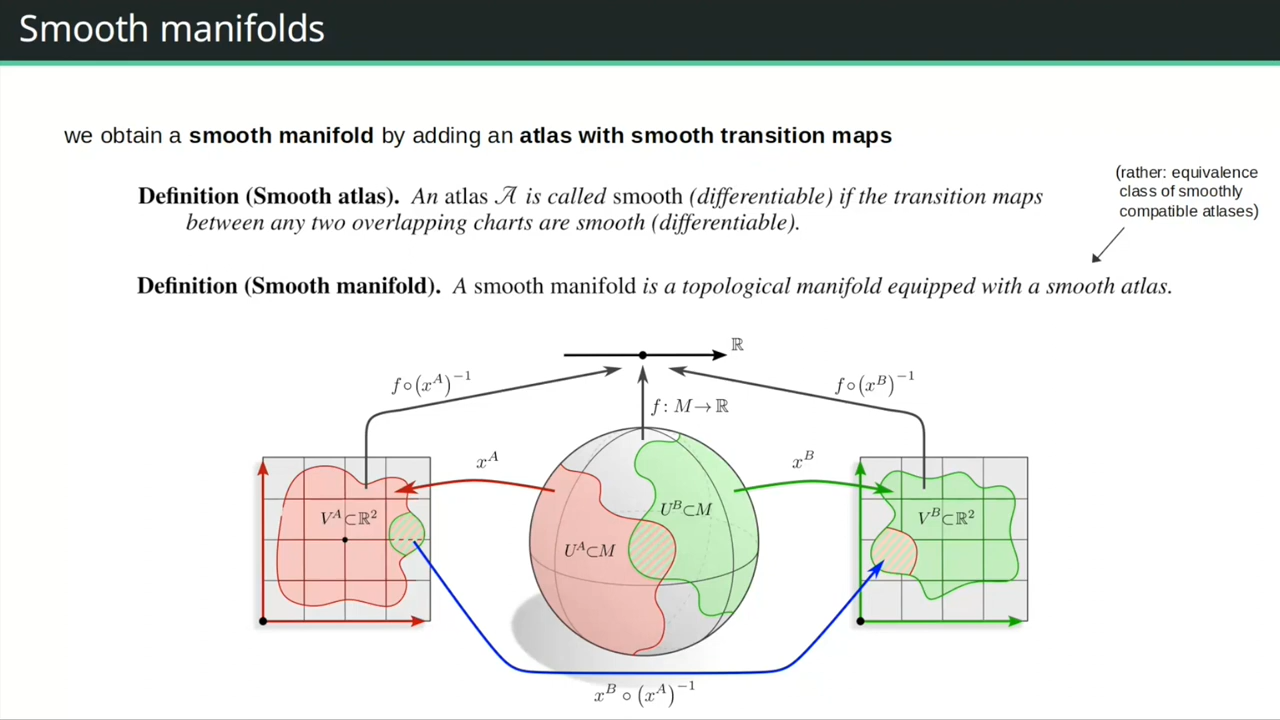 Smooth manifolds
we obtain a smooth manifold by adding an atlas with smooth transition maps
(rather: equivalence
class of smoothly
compatible atlases)
Definition (Smooth atlas). An atlas 𝒜 is called smooth (differentiable) if the transition maps
between any two overlapping charts are smooth (differentiable).
Definition (Smooth manifold). A smooth manifold is a topological manifold equipped with a smooth atlas.
ℝ
f∘(x^A)^{-1}
f: M→ℝ
f∘(x^B)^{-1}
x^A
x^B
V^A⊂ℝ²
U^A⊂M
U^B⊂M
V^B⊂ℝ²
x^B ∘ (x^A)^{-1}